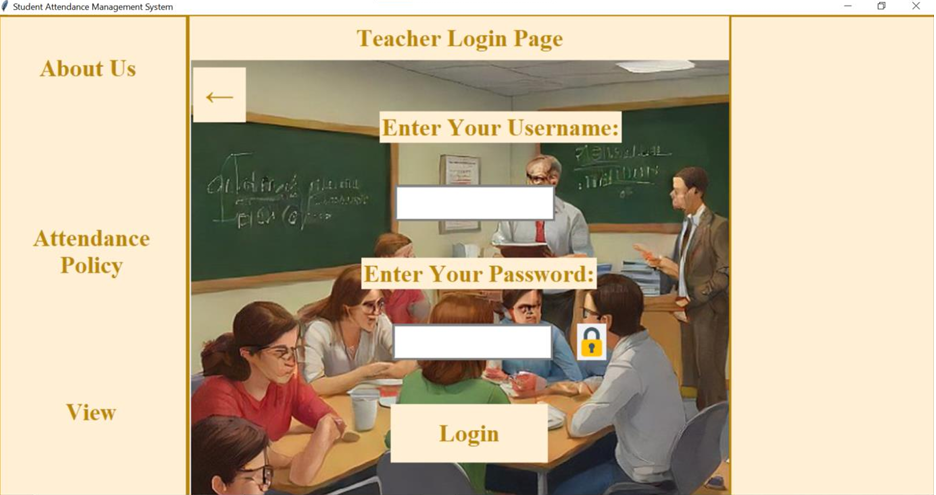 Student Attendance Management System
Teacher Login Page
About Us
←
Enter Your Username:
Attendance
Policy
Enter Your Password:
View
Login